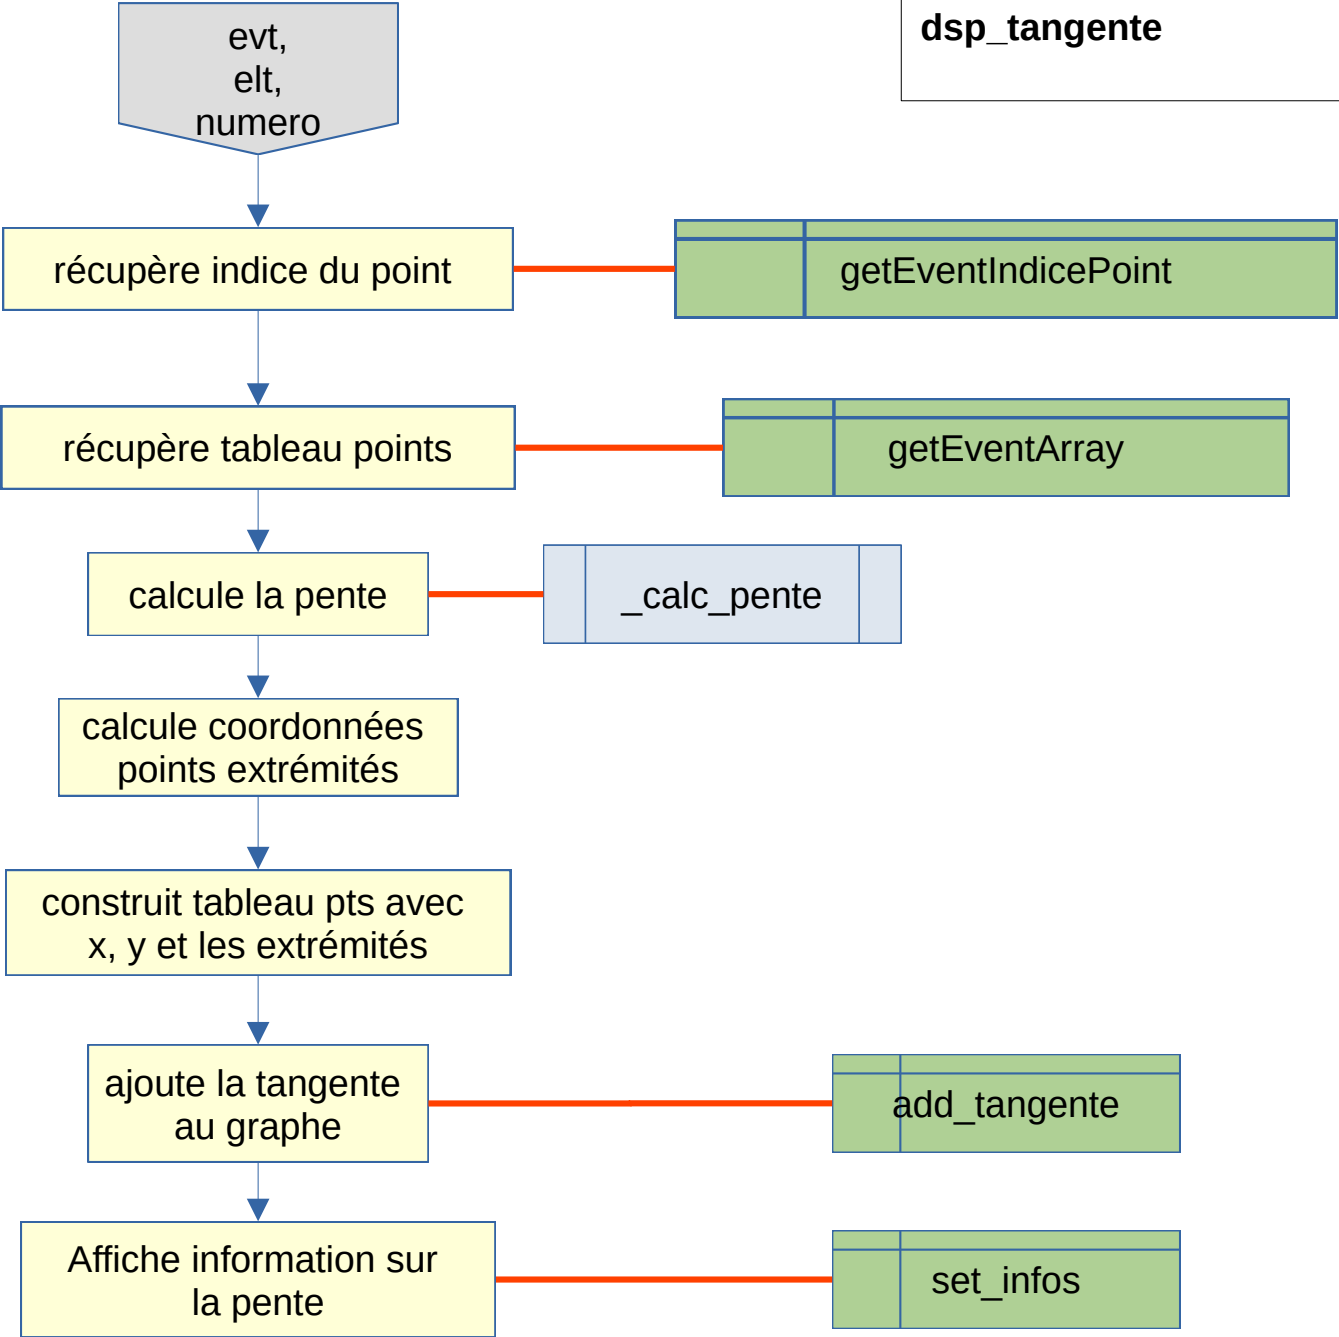 dsp_tangente
evt,
elt,
numero
récupère indice du point
getEventIndicePoint
récupère tableau points
getEventArray
calcule la pente
_calc_pente
calcule coordonnées
points extrémités
construit tableau pts avec
x, y et les extrémités
ajoute la tangente
au graphe
add_tangente
Affiche information sur
la pente
set_infos